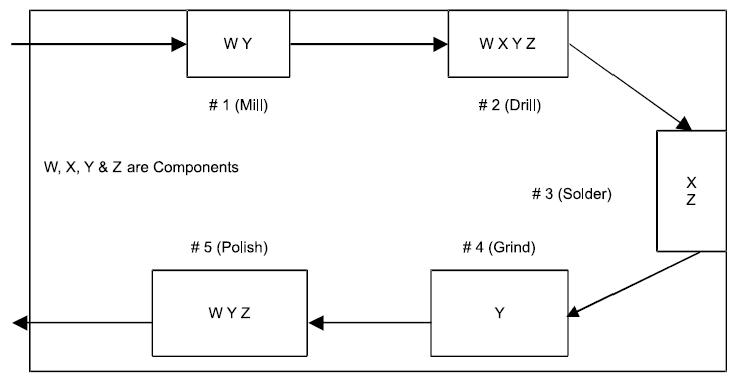 W Y
W X Y Z
# 1 (Mill)
# 2 (Drill)
W, X, Y & Z are Components
X
Z
# 3 (Solder)
# 5 (Polish)
# 4 (Grind)
W Y Z
Y